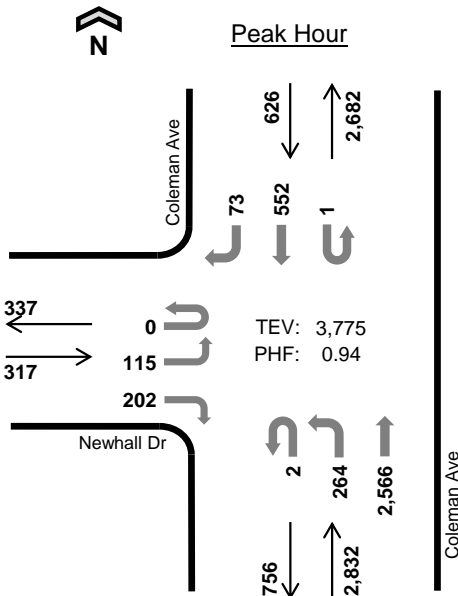 N
Peak Hour
Coleman Ave
626
2,682
73
552
1
337
317
0
115
202
TEV: 3,775
PHF: 0.94
Newhall Dr
2
264
2,566
756
2,832
Coleman Ave